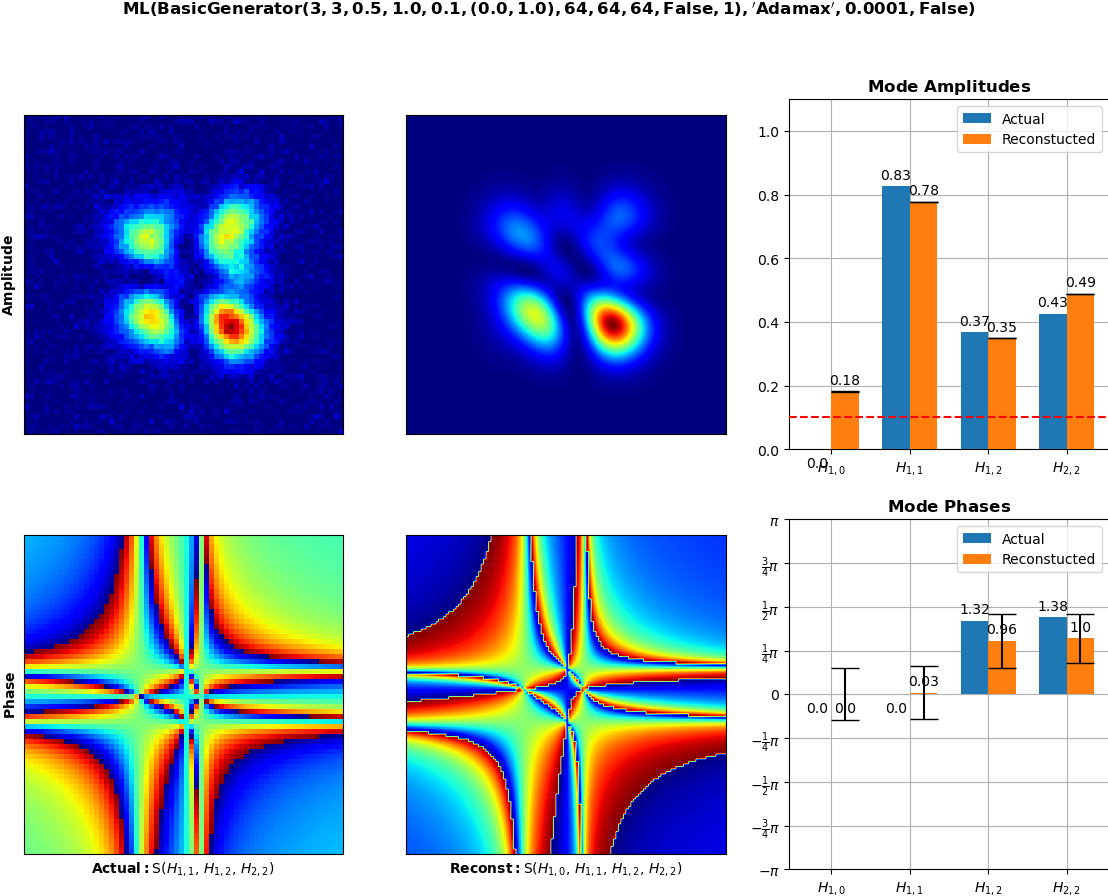 ML(BasicGenerator(3, 3, 0.5, 1.0, 0.1, (0.0, 1.0), 64, 64, 64, False, 1), ′Adamax′, 0.0001, False)
Amplitude
Mode Amplitudes
Actual
Reconstucted
1.0
0.8
0.6
0.4
0.2
0.0
0.0
0.18
0.83
0.78
0.37
0.35
0.43
0.49
H1, 0
H1, 1
H1, 2
H2, 2
Phase
Actual: S(H1, 1, H1, 2, H2, 2)
Reconst: S(H1, 0, H1, 1, H1, 2, H2, 2)
Mode Phases
Actual
Reconstucted
π
3/4π
1/2π
1/4π
0
−1/4π
−1/2π
−3/4π
−π
0.0
0.0
0.0
0.03
1.32
0.96
1.38
1.0
H1, 0
H1, 1
H1, 2
H2, 2